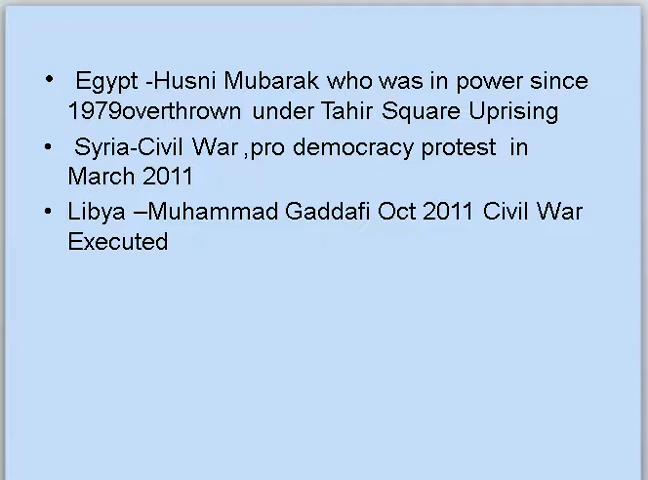 • Egypt -Husni Mubarak who was in power since
1979overthrown under Tahir Square Uprising
• Syria-Civil War ,pro democracy protest in
March 2011
• Libya –Muhammad Gaddafi Oct 2011 Civil War
Executed